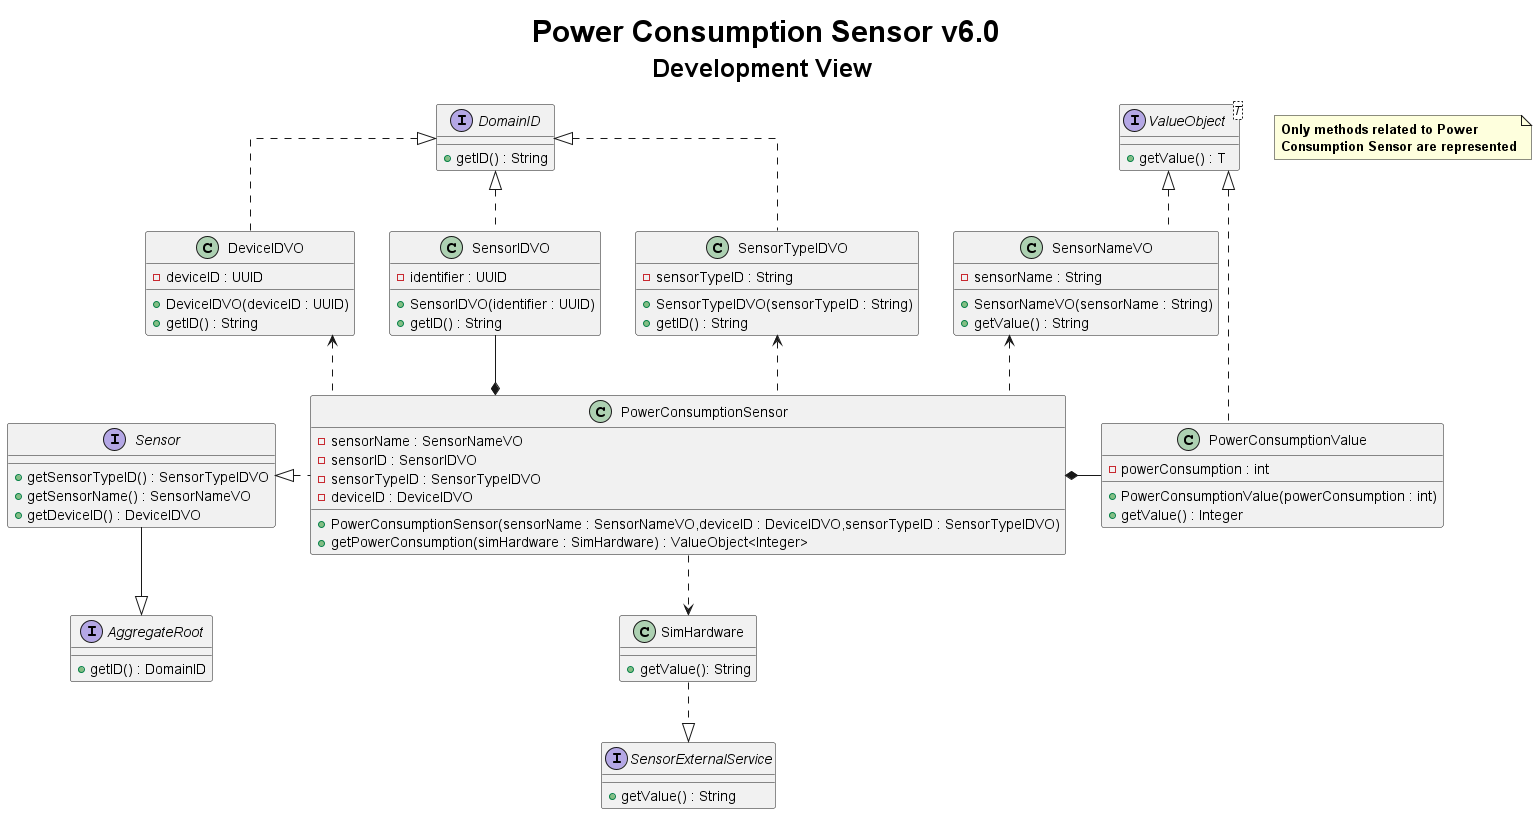 Power Consumption Sensor v6.0
Development View
I DomainID
+ getID() : String
I ValueObject T
+ getValue() : T
Only methods related to Power
Consumption Sensor are represented
C DeviceIDVO
deviceID : UUID
DeviceIDVO(deviceID : UUID)
getID() : String
C SensorIDVO
identifier : UUID
SensorIDVO(identifier : UUID)
getID() : String
C SensorTypeIDVO
sensorTypeID : String
SensorTypeIDVO(sensorTypeID : String)
getID() : String
C SensorNameVO
sensorName : String
SensorNameVO(sensorName : String)
getValue() : String
I Sensor
getSensorTypeID() : SensorTypeIDVO
getSensorName() : SensorNameVO
getDeviceID() : DeviceIDVO
C PowerConsumptionSensor
sensorName : SensorNameVO
sensorID : SensorIDVO
sensorTypeID : SensorTypeIDVO
deviceID : DeviceIDVO
PowerConsumptionSensor(sensorName : SensorNameVO,deviceID : DeviceIDVO,sensorTypeID : SensorTypeIDVO)
getPowerConsumption(simHardware : SimHardware) : ValueObject<Integer>
C PowerConsumptionValue
powerConsumption : int
PowerConsumptionValue(powerConsumption : int)
getValue() : Integer
I AggregateRoot
getID() : DomainID
C SimHardware
getValue(): String
I SensorExternalService
getValue() : String